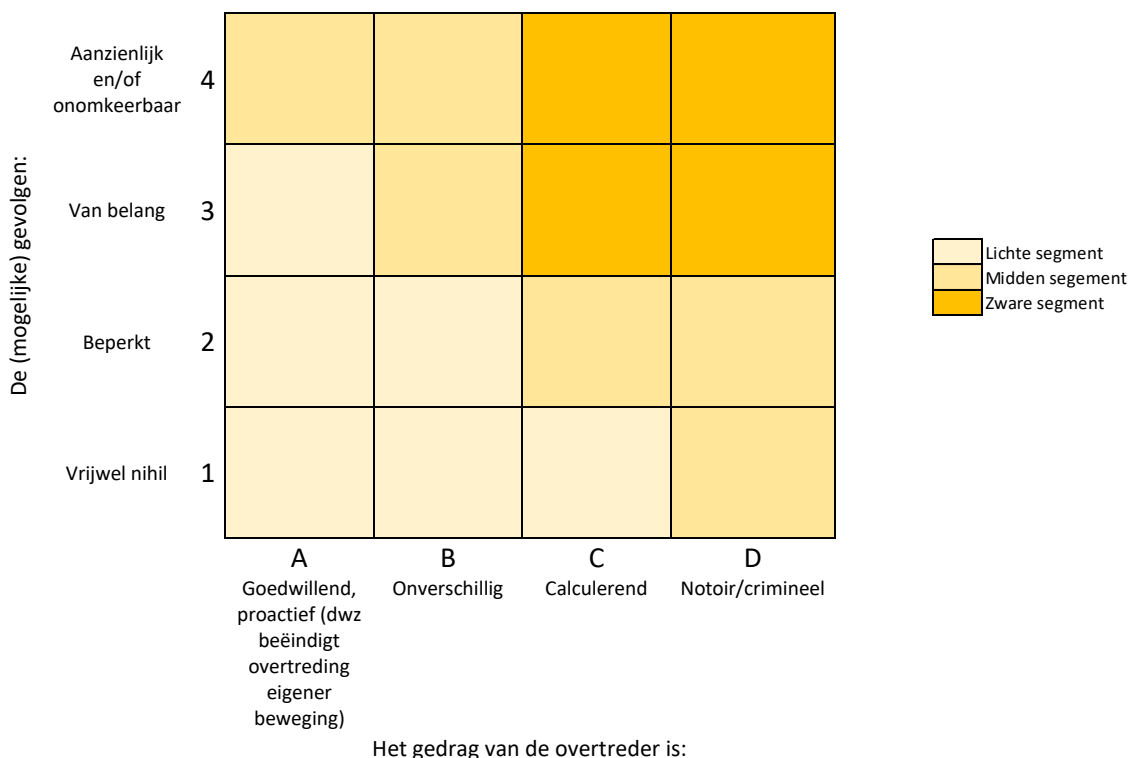 Aanzienlijk
en/of
onomkeerbaar
4
De (mogelijke) gevolgen:
Van belang
3
Beperkt
2
Vrijwel nihil
1
Lichte segment
Midden segement
Zware segment
A
B
C
D
Goedwillend,
proactief (dwz
beëindigt
overtreding
eigener
beweging)
Onverschillig
Calculerend
Notoir/crimineel
Het gedrag van de overtreder is: